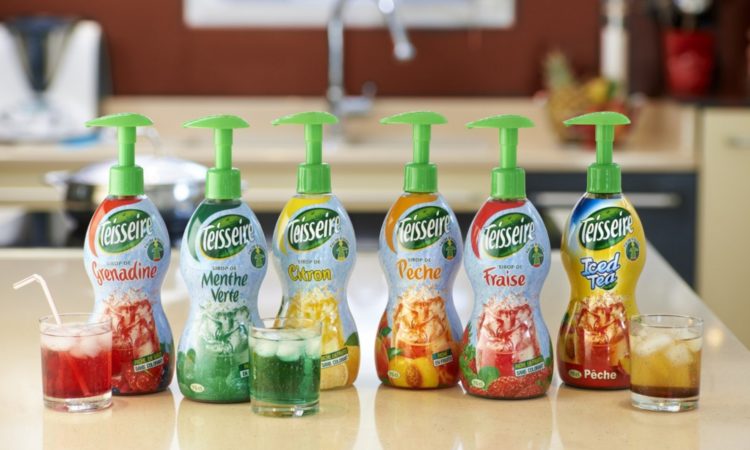 Teisseire
SIROP DE
Grenadine
Teisseire
SIROP DE
Menthe
Verte
Teisseire
SIROP DE
Citron
Teisseire
SIROP DE
Pêche
Teisseire
SIROP DE
Fraise
Teisseire
Iced
Tea
Pêche